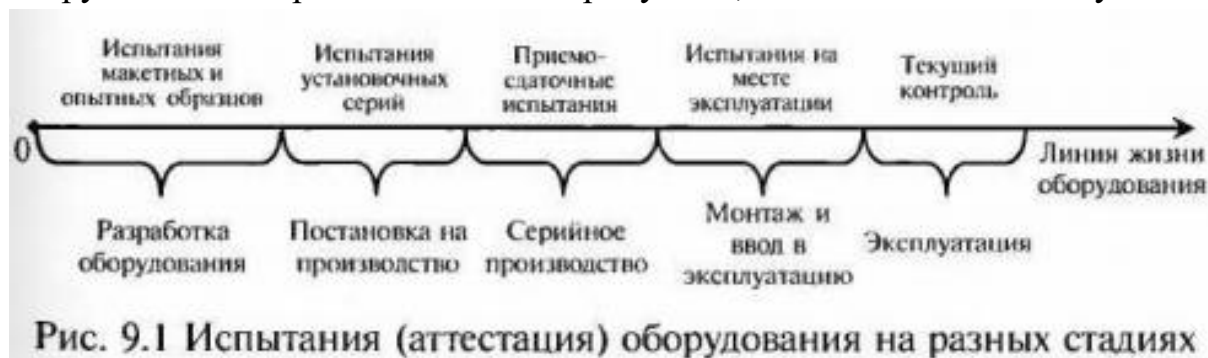 Испытания
макетных и
опытных образцов
Испытания
установочных
серий
Приемо-
сдаточные
испытания
Испытания на
месте
эксплуатации
Текущий
контроль
0
Линия жизни
оборудования
Разработка
оборудования
Постановка на
производство
Серийное
производство
Монтаж и
ввод в
эксплуатацию
Эксплуатация
Рис. 9.1 Испытания (аттестация) оборудования на разных стадиях